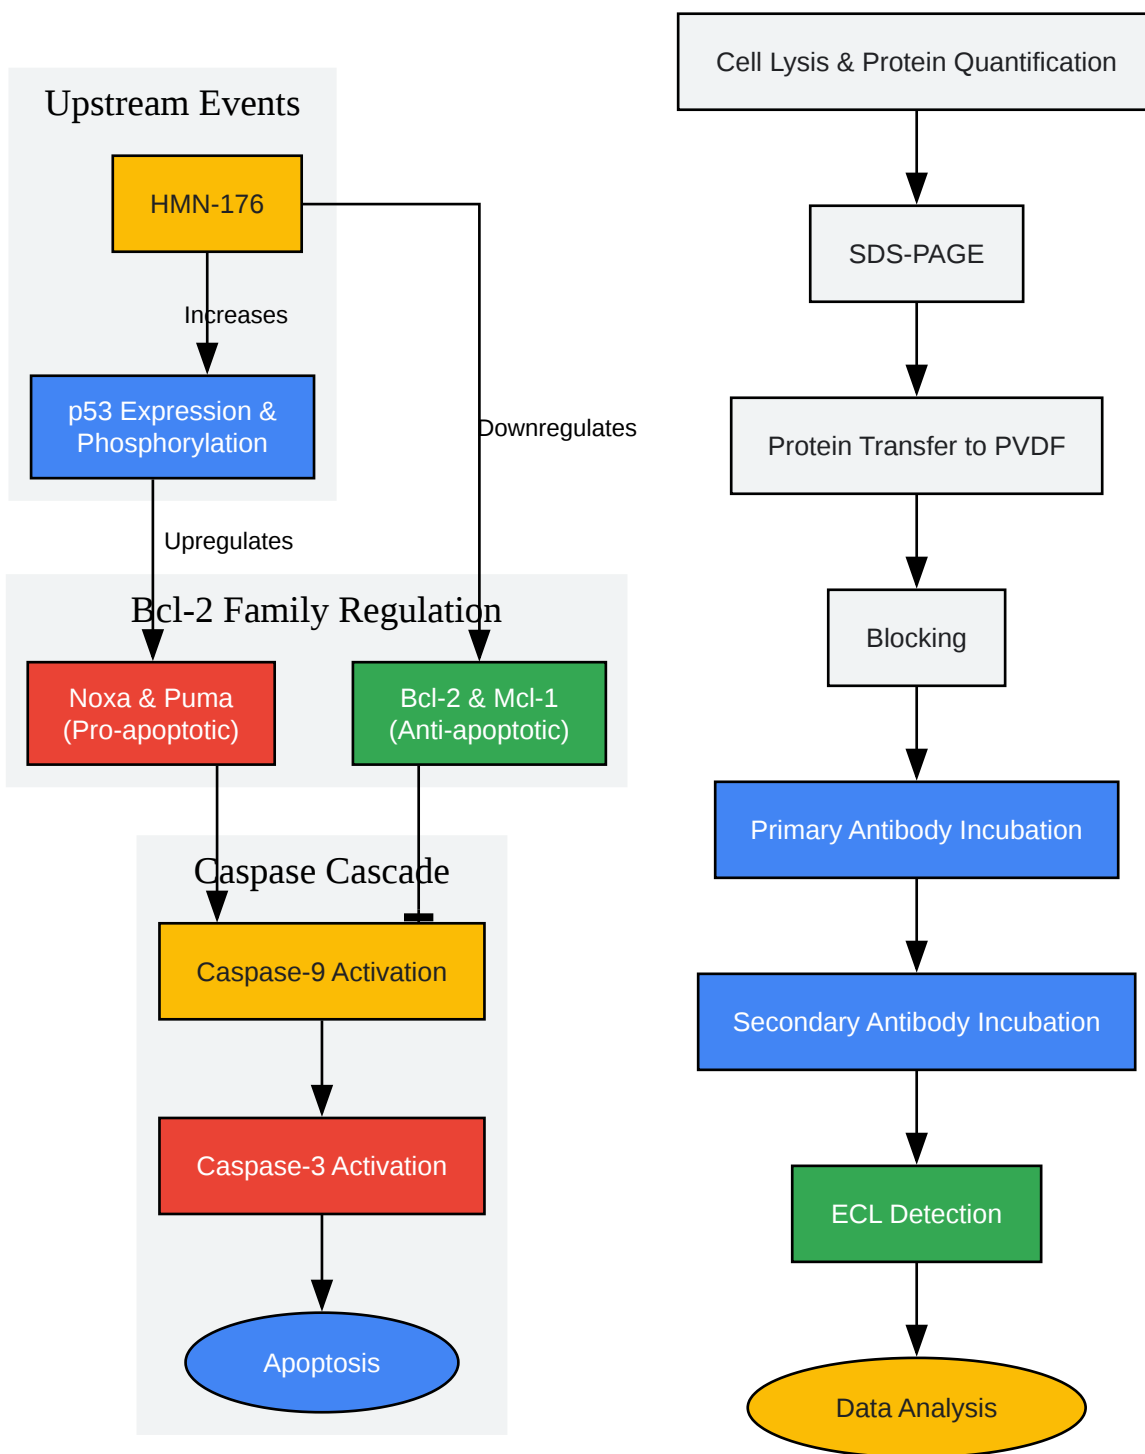 Upstream Events
HMN-176
Increases
p53 Expression &
Phosphorylation
Downregulates
Upregulates
Bcl-2 Family Regulation
Noxa & Puma
(Pro-apoptotic)
Bcl-2 & Mcl-1
(Anti-apoptotic)
Caspase Cascade
Caspase-9 Activation
Caspase-3 Activation
Apoptosis
Cell Lysis & Protein Quantification
SDS-PAGE
Protein Transfer to PVDF
Blocking
Primary Antibody Incubation
Secondary Antibody Incubation
ECL Detection
Data Analysis